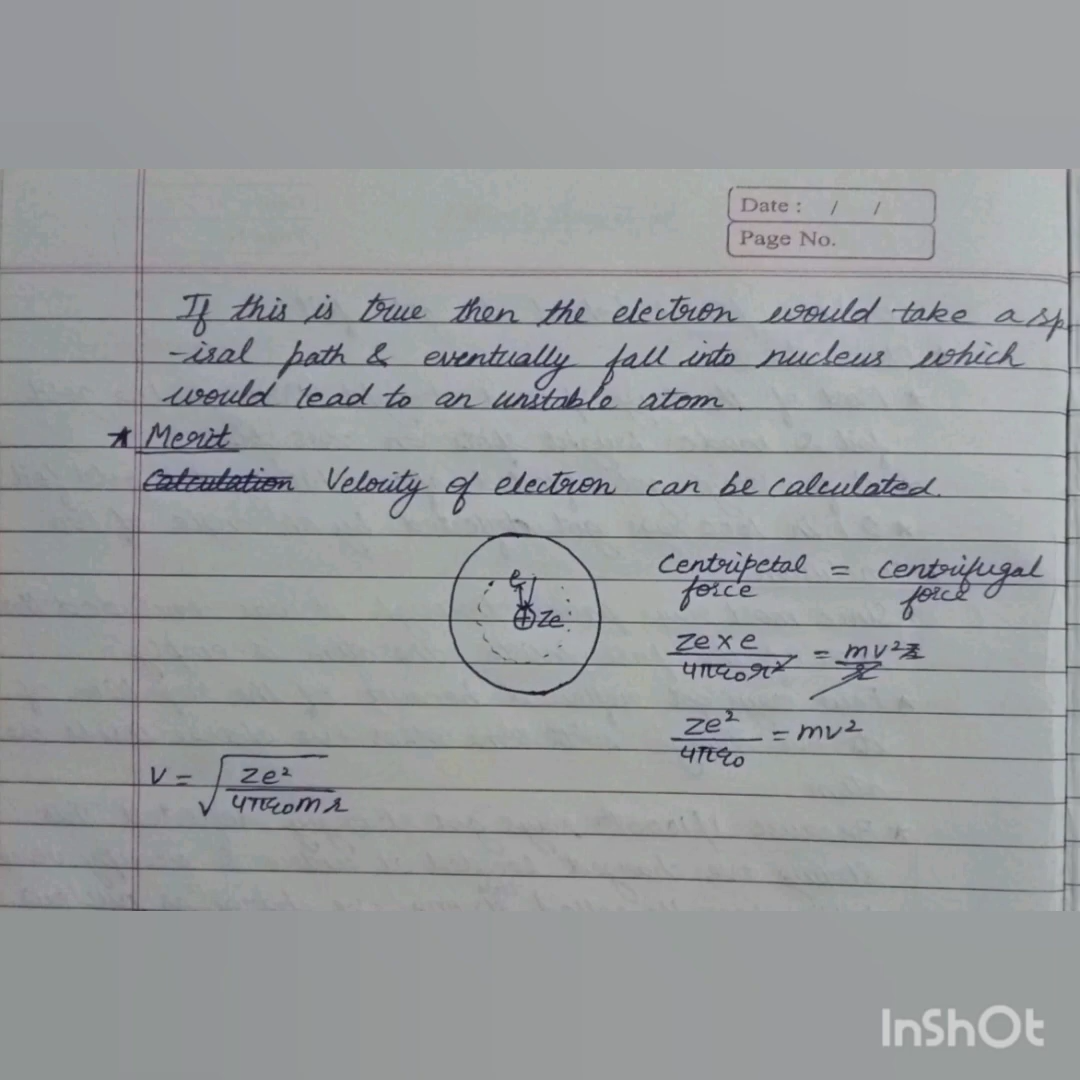 Date : / /
Page No.
If this is true then the electron would take a sp
-iral path & eventually fall into nucleus which
would lead to an unstable atom.
* Merit
Calculation Velocity of electron can be calculated.
Centripetal force = centrifugal force
e
Ze
Ze×e/4πε₀r² = mv²/r
Ze²/4πε₀ = mv²
V = √(Ze²/4πε₀mr)
InShOt